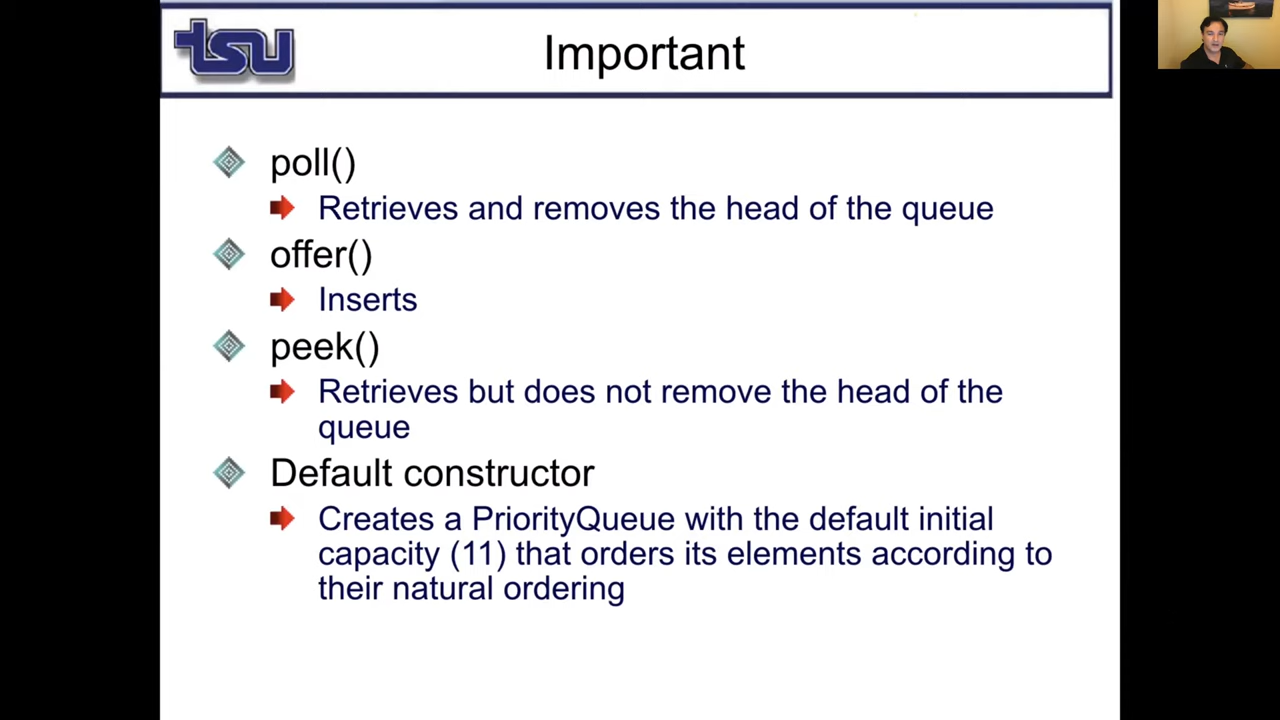 tsu
Important
poll()
Retrieves and removes the head of the queue
offer()
Inserts
peek()
Retrieves but does not remove the head of the
queue
Default constructor
Creates a PriorityQueue with the default initial
capacity (11) that orders its elements according to
their natural ordering